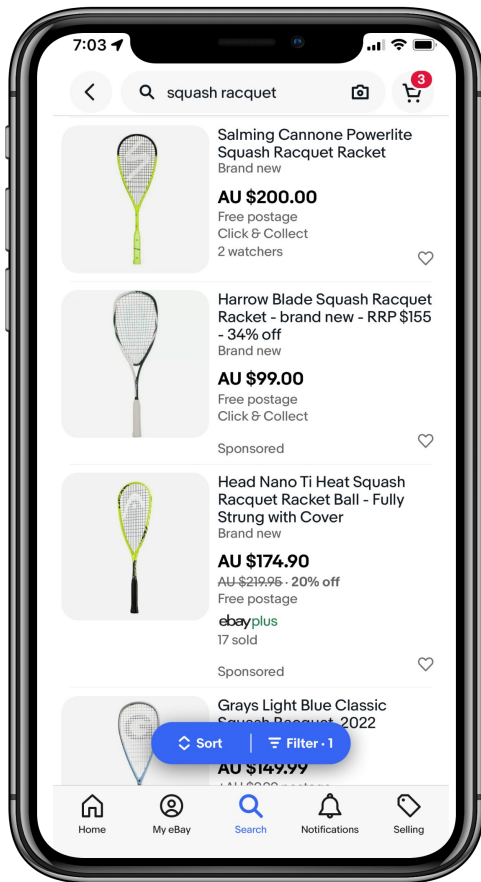 7:03
squash racquet
3
Salming Cannone Powerlite
Squash Racquet Racket
Brand new
AU $200.00
Free postage
Click & Collect
2 watchers
Harrow Blade Squash Racquet
Racket - brand new - RRP $155
- 34% off
Brand new
AU $99.00
Free postage
Click & Collect
Sponsored
Head Nano Ti Heat Squash
Racquet Racket Ball - Fully
Strung with Cover
Brand new
AU $174.90
AU $219.95 · 20% off
Free postage
ebayplus
17 sold
Sponsored
Grays Light Blue Classic
Squash Racquet 2022
Sort
Filter · 1
AU $149.99
Home
My eBay
Search
Notifications
Selling